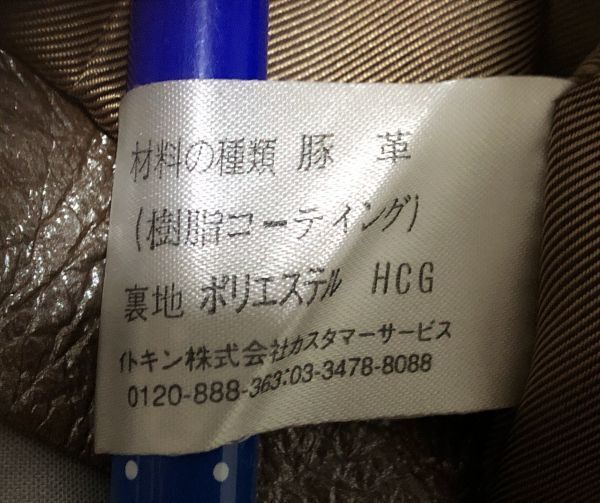 材料の種類 豚 革
(樹脂コーティング)
裏地 ポリエステル HCG
イトキン株式会社カスタマーサービス
0120-888-363:03-3478-8088